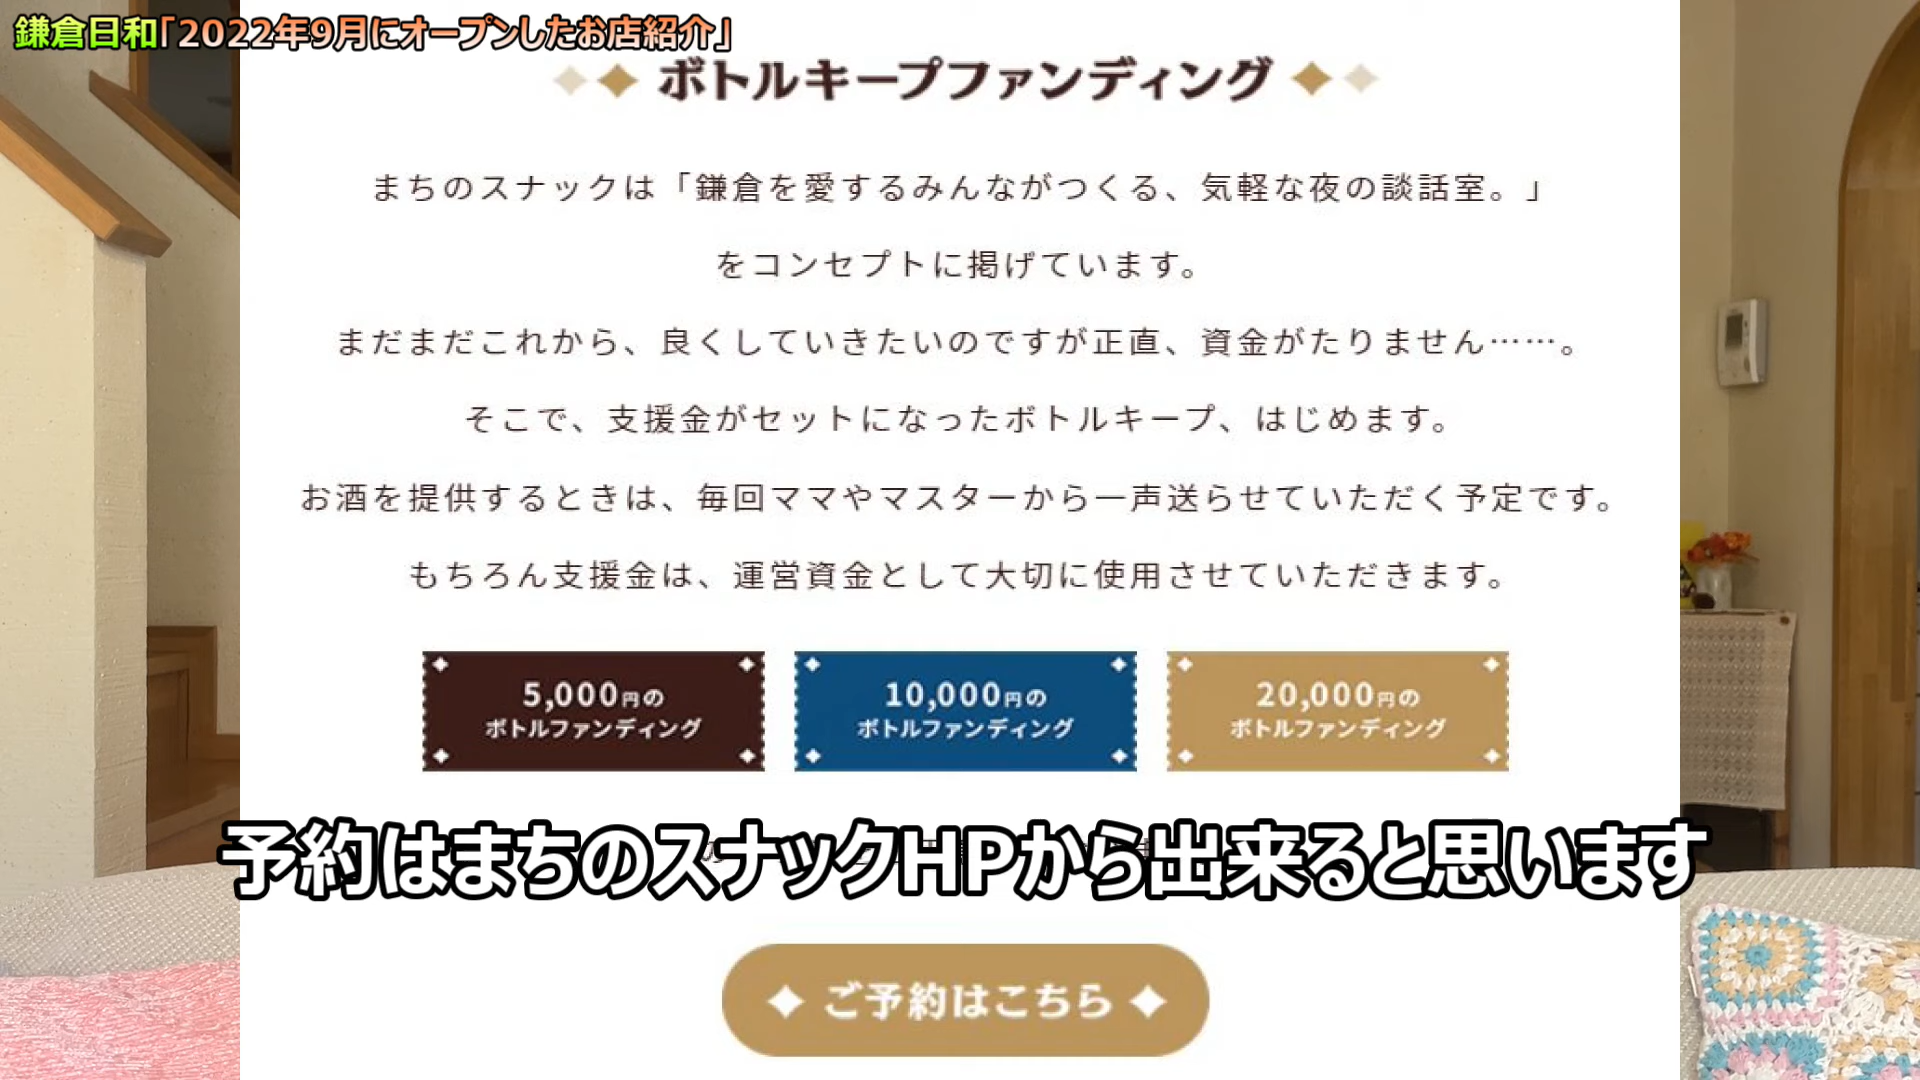 鎌倉日和「2022年9月にオープンしたお店紹介」
ボトルキープファンディング
まちのスナックは「鎌倉を愛するみんながつくる、気軽な夜の談話室。」
をコンセプトに掲げています。
まだまだこれから、良くしていきたいのですが正直、資金がたりません……。
そこで、支援金がセットになったボトルキープ、はじめます。
お酒を提供するときは、毎回ママやマスターから一声送らせていただく予定です。
もちろん支援金は、運営資金として大切に使用させていただきます。
5,000円の
ボトルファンディング
10,000円の
ボトルファンディング
20,000円の
ボトルファンディング
予約はまちのスナックHPから出来ると思います
ご予約はこちら